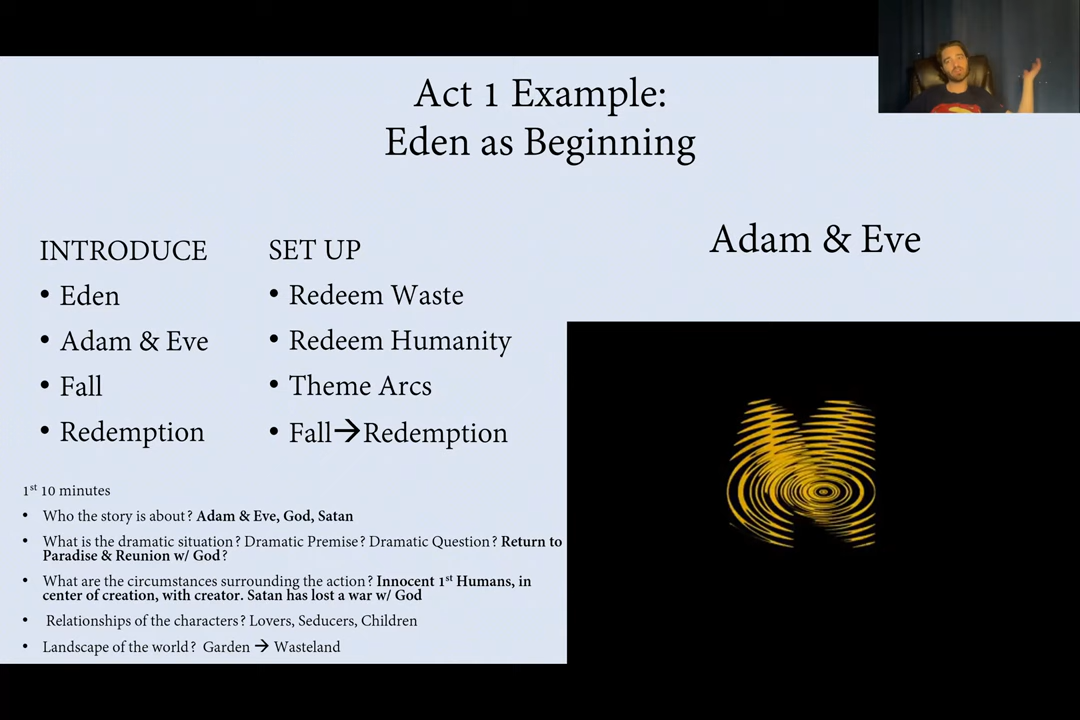 Act 1 Example:
Eden as Beginning
INTRODUCE
• Eden
• Adam & Eve
• Fall
• Redemption
SET UP
• Redeem Waste
• Redeem Humanity
• Theme Arcs
• Fall→Redemption
Adam & Eve
1st 10 minutes
• Who the story is about? Adam & Eve, God, Satan
• What is the dramatic situation? Dramatic Premise? Dramatic Question? Return to
Paradise & Reunion w/ God?
• What are the circumstances surrounding the action? Innocent 1st Humans, in
center of creation, with creator. Satan has lost a war w/ God
• Relationships of the characters? Lovers, Seducers, Children
• Landscape of the world? Garden → Wasteland